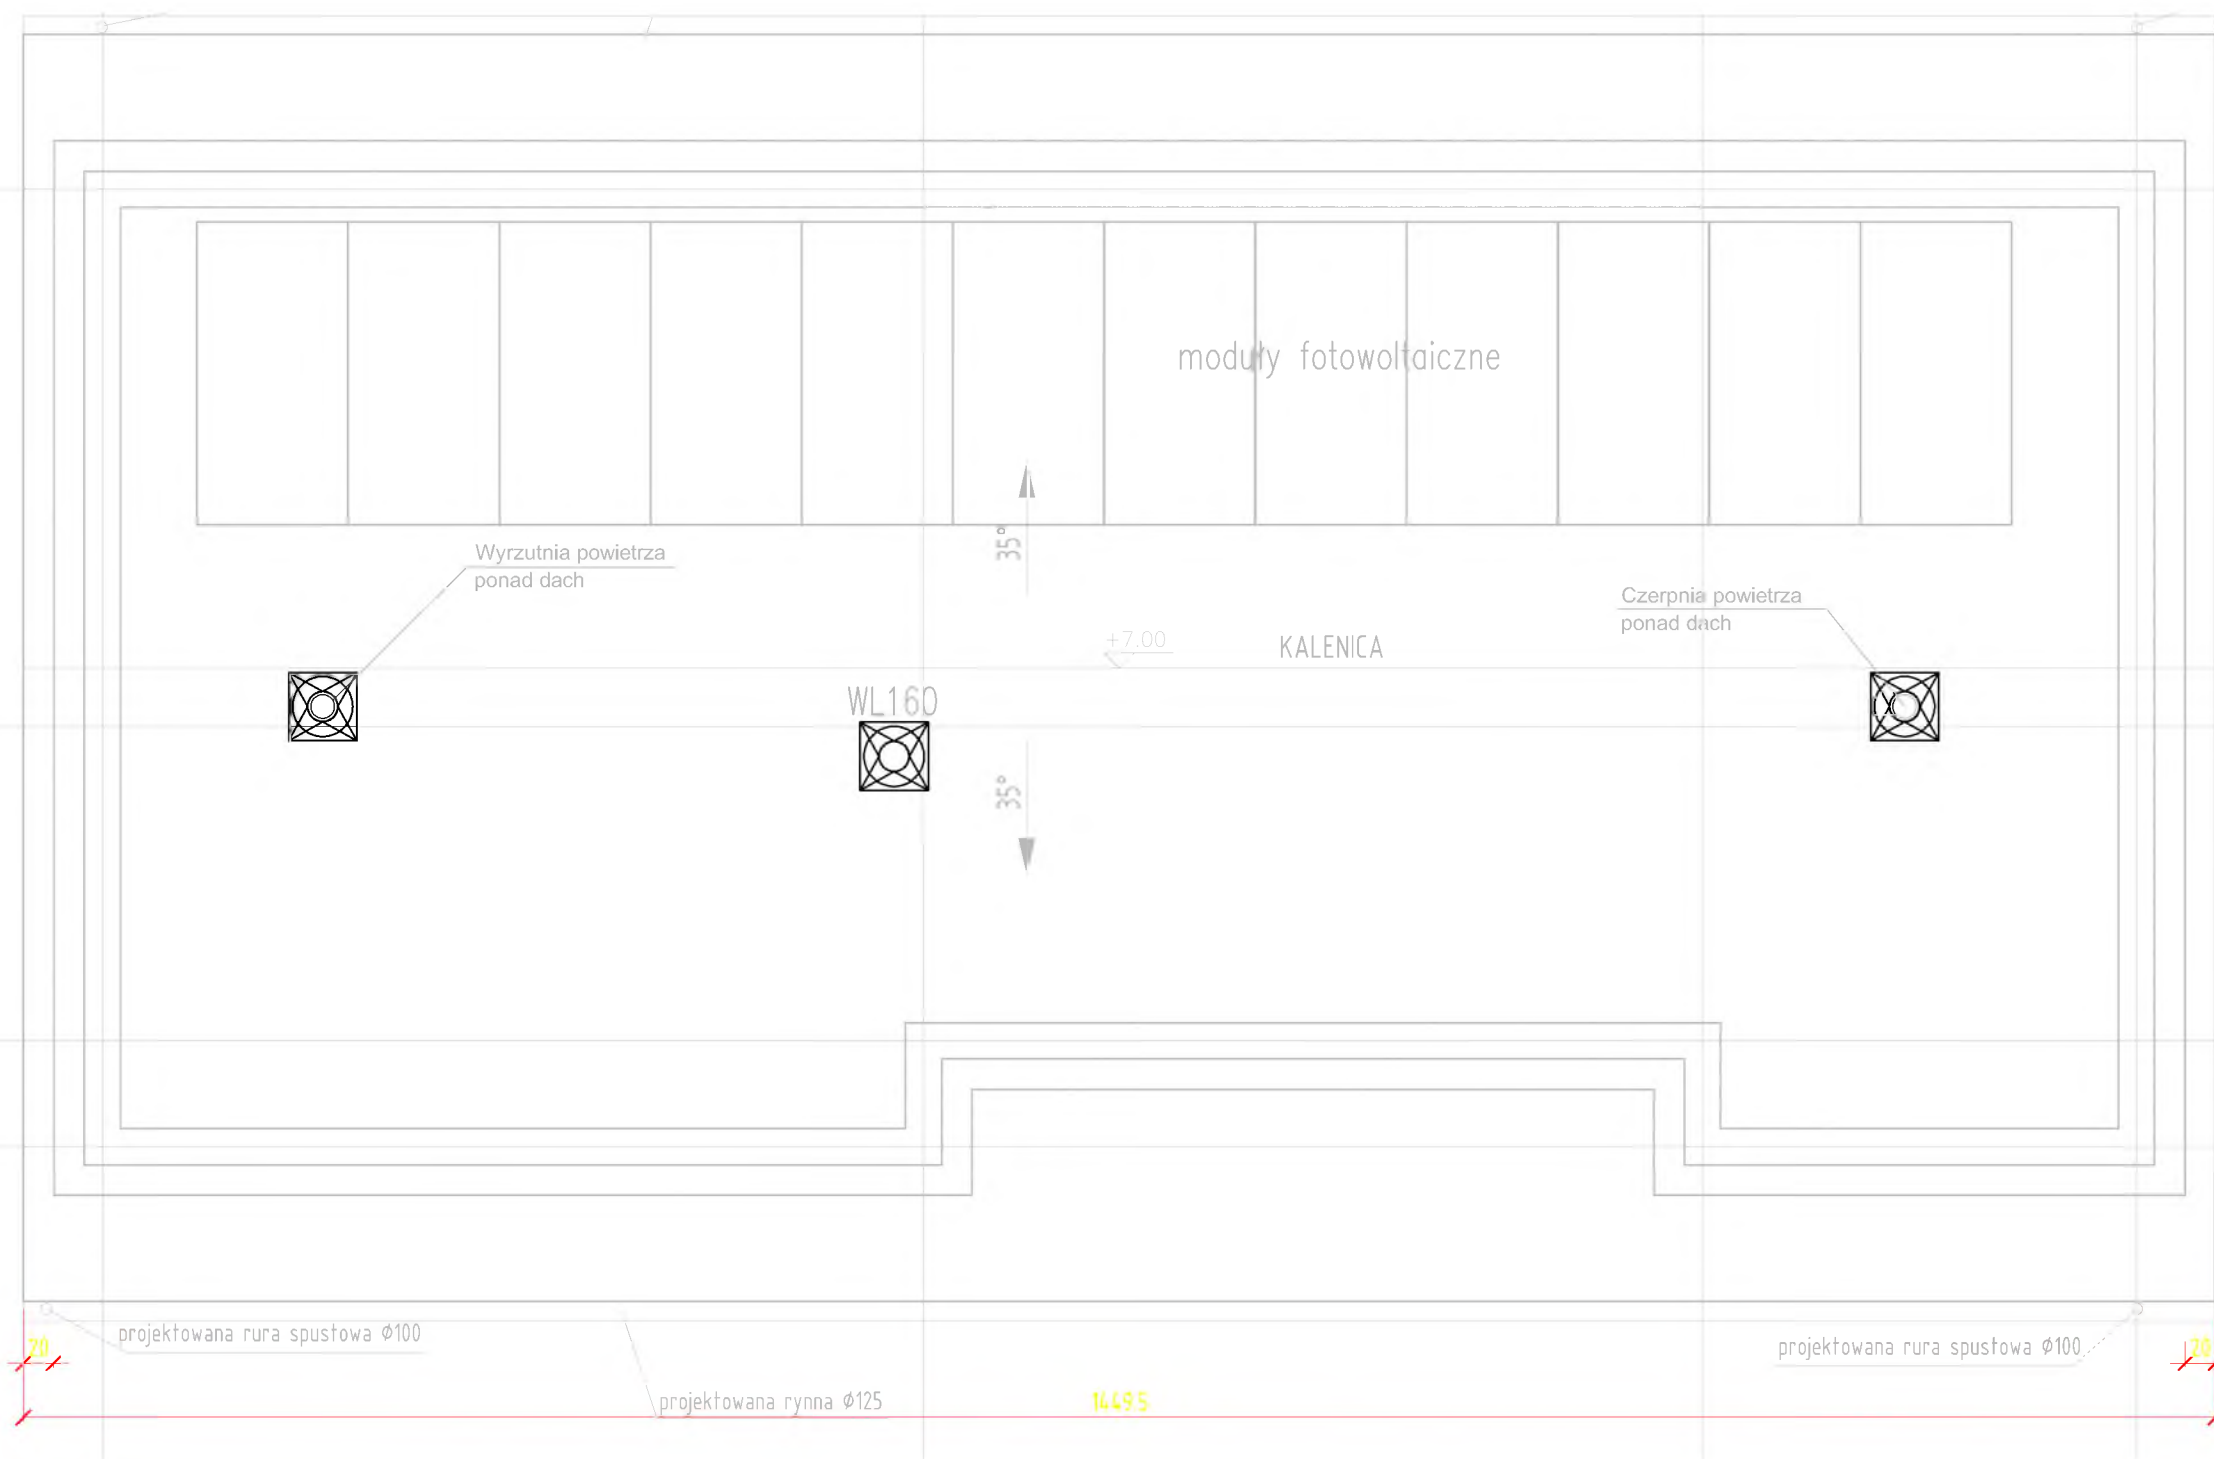 moduły fotowoltaiczne
35°
Wyrzutnia powietrza
ponad dach
Czerpnia powietrza
ponad dach
+7,00
KALENICA
WL160
35°
projektowana rura spustowa Ø100
projektowana rura spustowa Ø100
20
20
projektowana rynna Ø125
1449.5